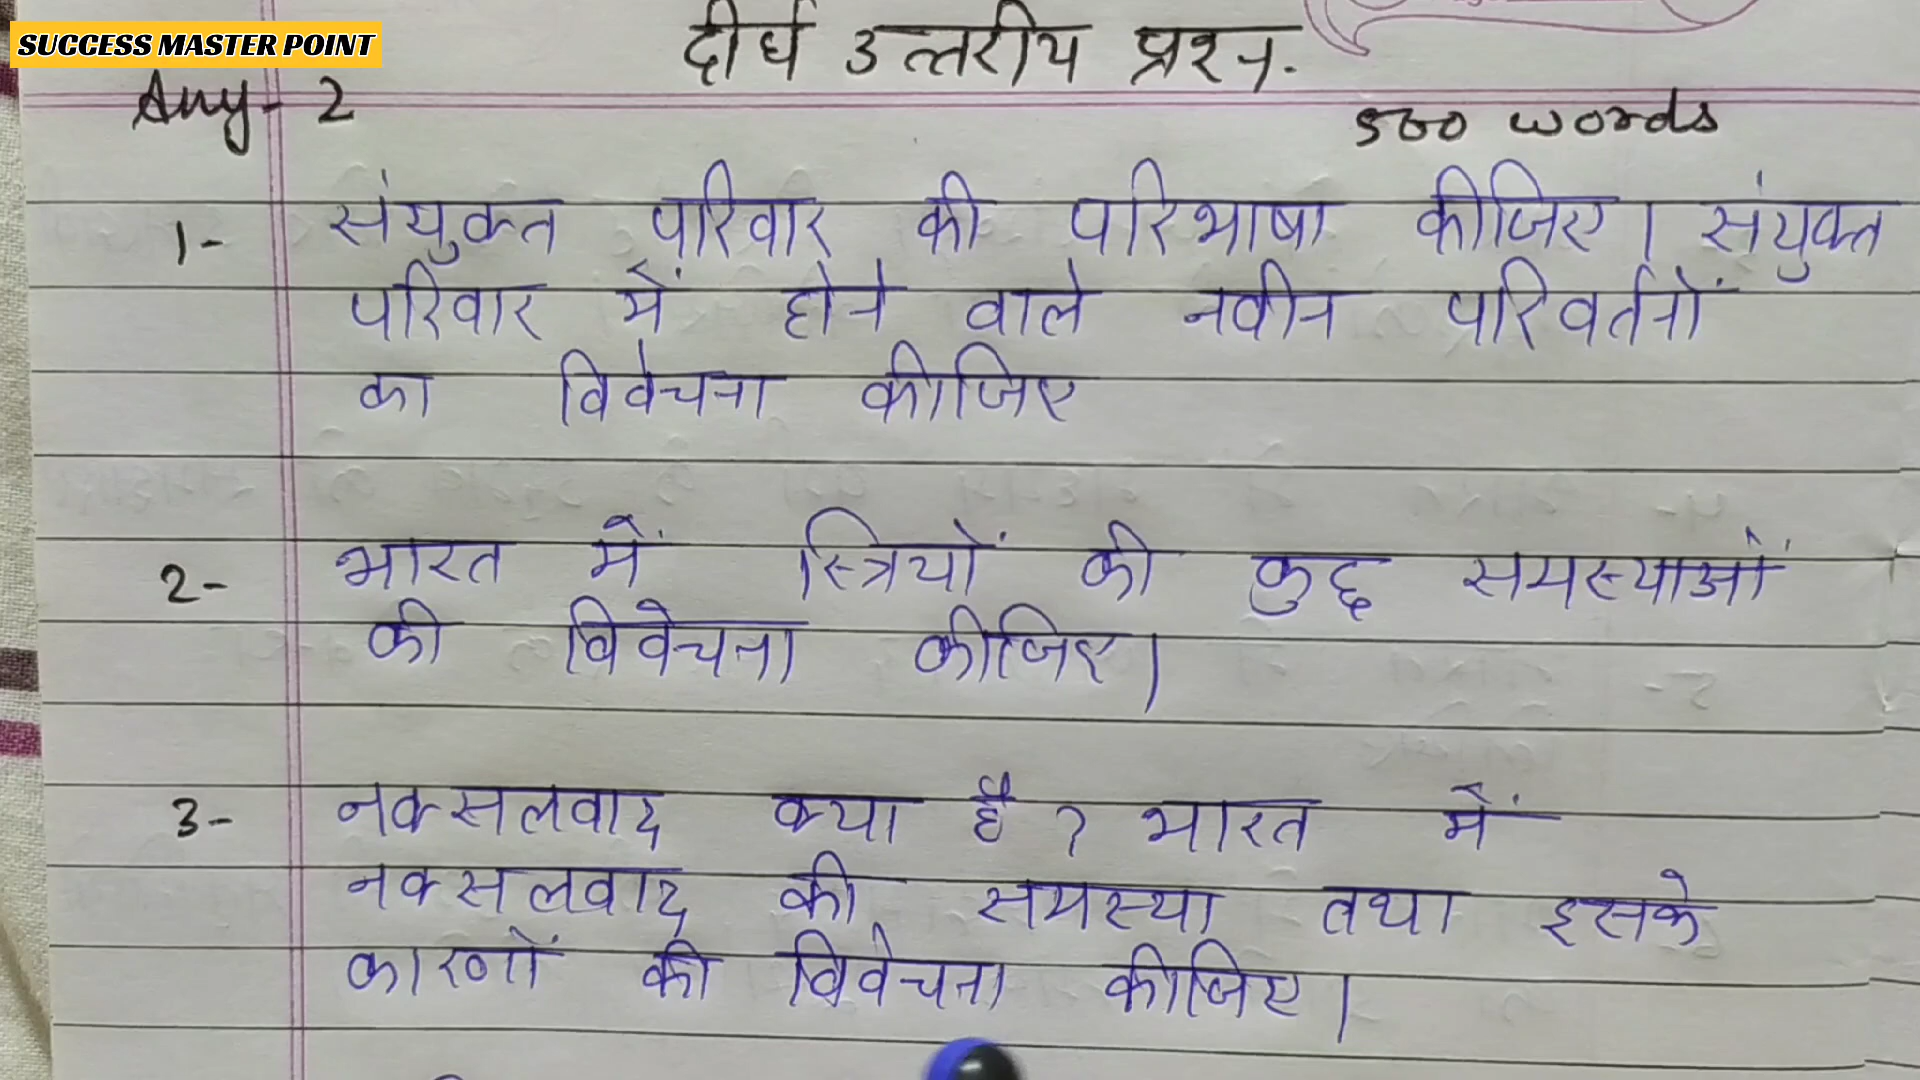 SUCCESS MASTER POINT
दीर्घ उत्तरीय प्रश्न.
Any- 2
500 words
1- संयुक्त परिवार की परिभाषा कीजिए। संयुक्त
परिवार में होने वाले नवीन परिवर्तनों
का विवेचना कीजिए
2- भारत में स्त्रियों की कुछ समस्याओं
की विवेचना कीजिए।
3- नक्सलवाद क्या है? भारत में
नक्सलवाद की समस्या तथा इसके
कारणों की विवेचना कीजिए।